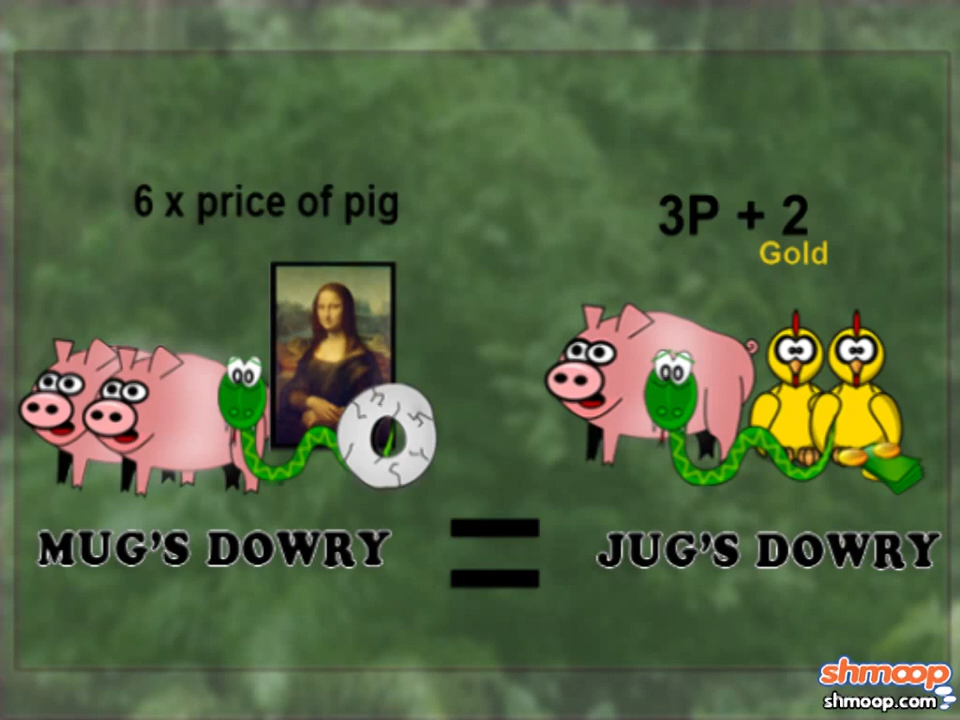 6 x price of pig
3P + 2
Gold
MUG'S DOWRY
=
JUG'S DOWRY
shmoop
shmoop.com